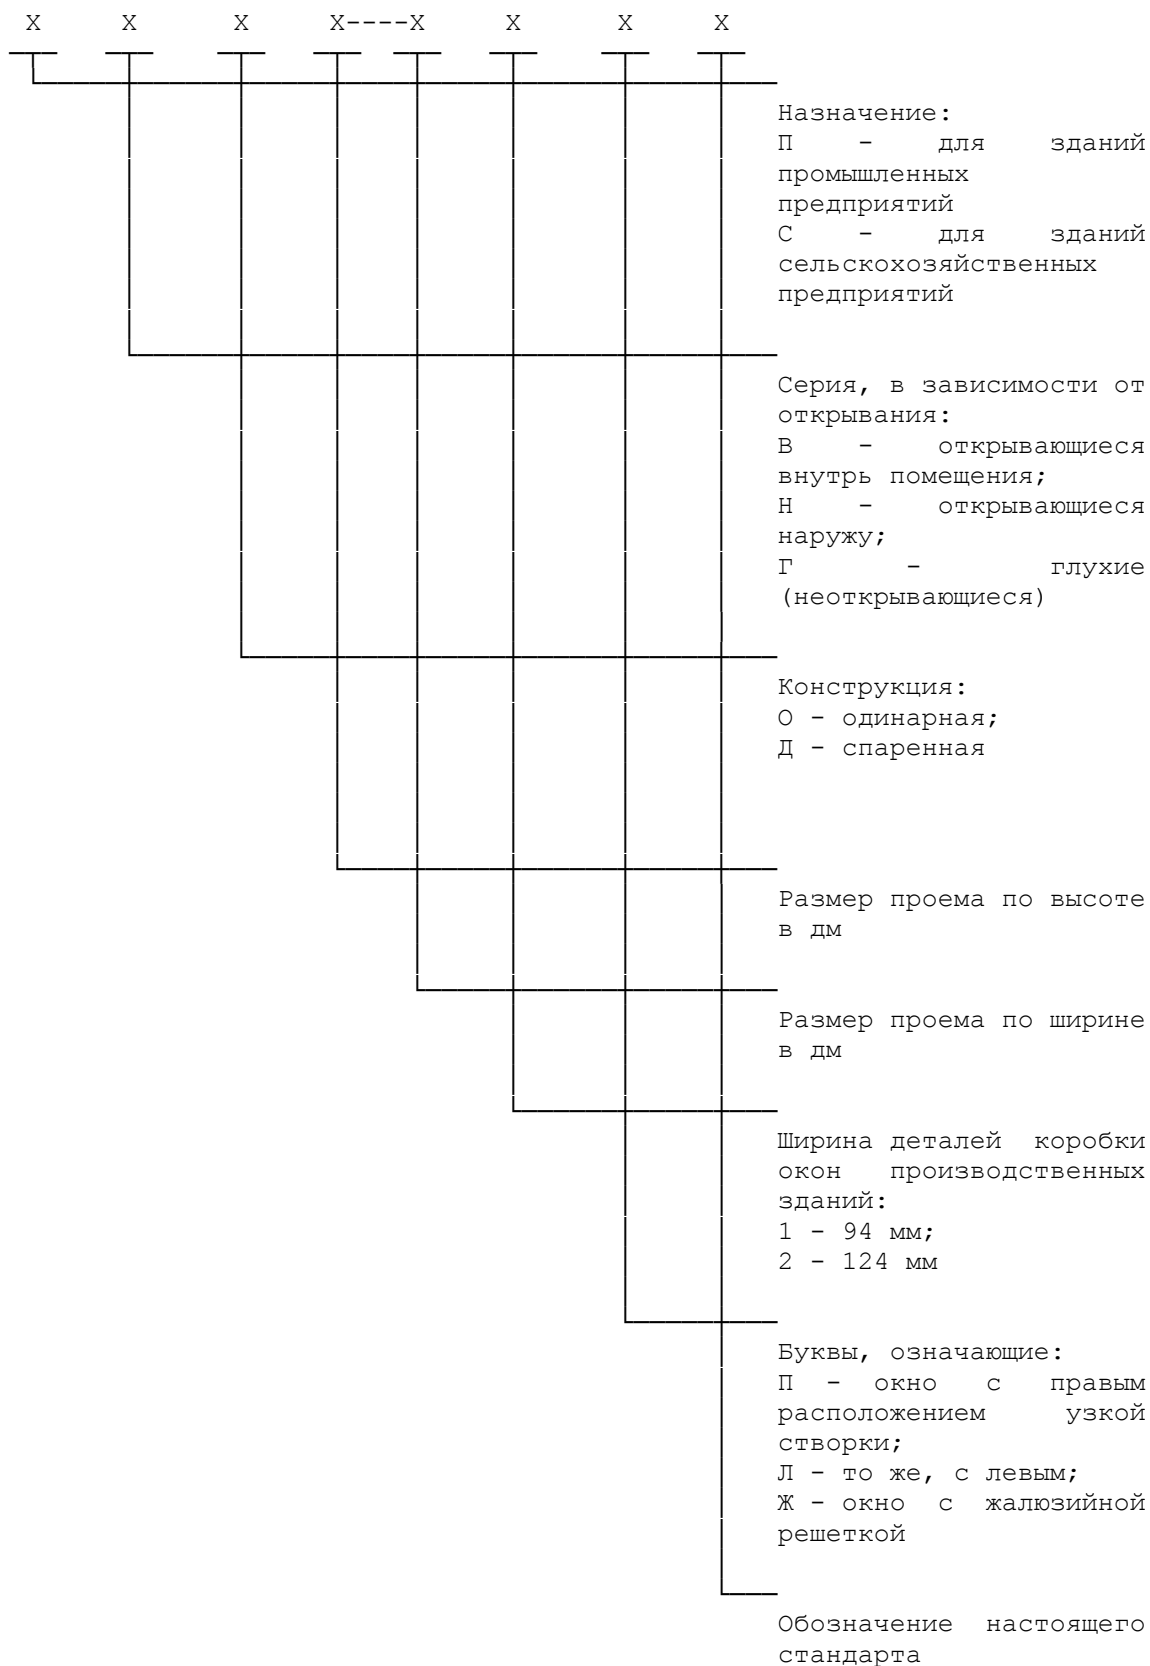 X X X X----X X X X
Назначение:
П - для зданий
промышленных
предприятий
С - для зданий
сельскохозяйственных
предприятий
Серия, в зависимости от
открывания:
В - открывающиеся
внутрь помещения;
Н - открывающиеся
наружу;
Г - глухие
(неоткрывающиеся)
Конструкция:
О - одинарная;
Д - спаренная
Размер проема по высоте
в дм
Размер проема по ширине
в дм
Ширина деталей коробки
окон производственных
зданий:
1 - 94 мм;
2 - 124 мм
Буквы, означающие:
П - окно с правым
расположением узкой
створки;
Л - то же, с левым;
Ж - окно с жалюзийной
решеткой
Обозначение настоящего
стандарта